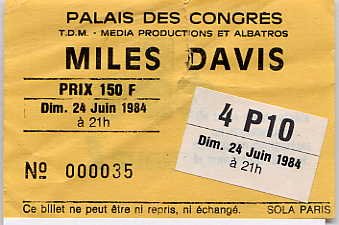 PALAIS DES CONGRÈS
T.D.M. - MEDIA PRODUCTIONS ET ALBATROS
MILES DAVIS
PRIX 150 F
Dim. 24 Juin 1984
à 21h
4 P10
Dim. 24 Juin 1984
à 21h
Nº 000035
Ce billet ne peut être ni repris, ni échangé. SOLA PARIS